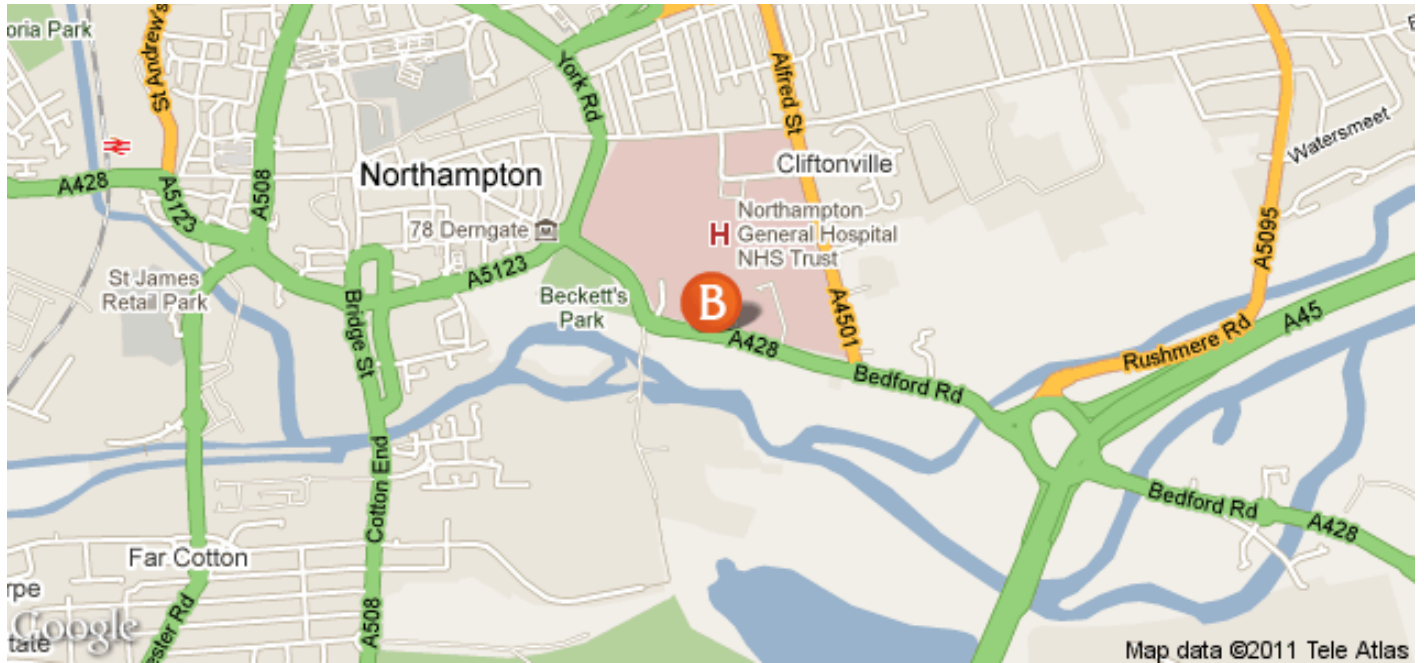 oria Park
St Andrew's
York Rd
Alfred St
Watersmeet
Cliftonville
Northampton
A428
A5123
A508
78 Derngate
H
Northampton
General Hospital
NHS Trust
A5095
St James
Retail Park
A5123
Bridge St
Beckett's
Park
B
A428
A4501
A45
Rushmere Rd
Bedford Rd
Cotton End
Bedford Rd
A428
Far Cotton
rpe
tate
Google
ester Rd
A508
Map data ©2011 Tele Atlas